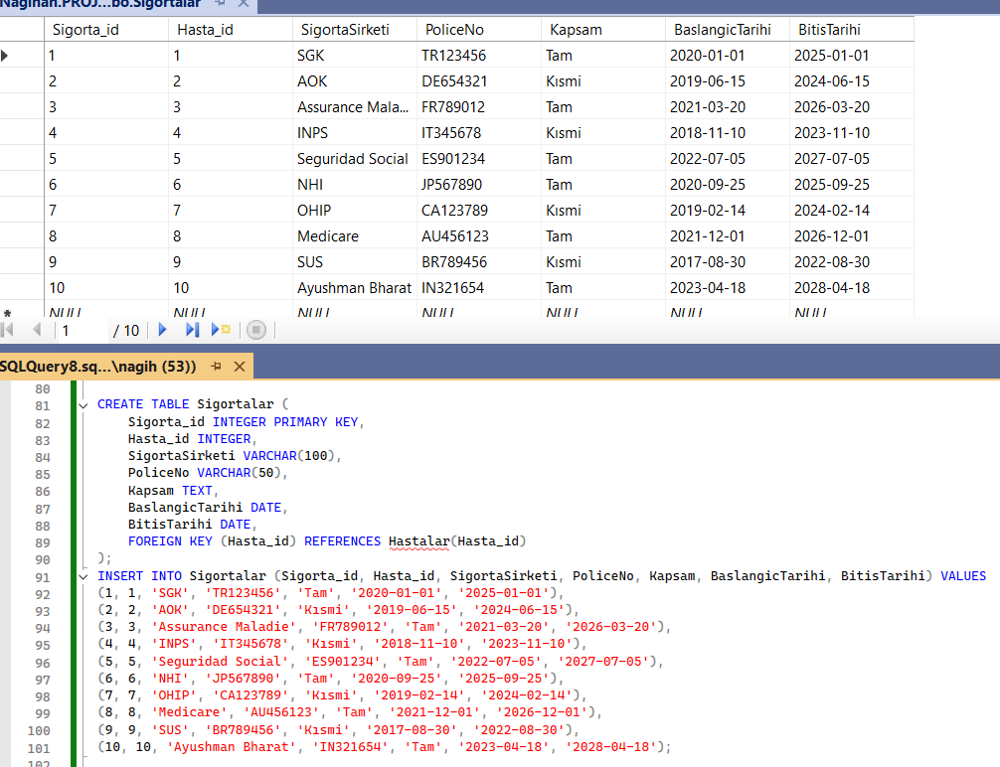 Nagihan.PROJ...bo.Sigortalar
Sigorta_id Hasta_id SigortaSirketi PoliceNo Kapsam BaslangicTarihi BitisTarihi
1 1 SGK TR123456 Tam 2020-01-01 2025-01-01
2 2 AOK DE654321 Kısmi 2019-06-15 2024-06-15
3 3 Assurance Mala... FR789012 Tam 2021-03-20 2026-03-20
4 4 INPS IT345678 Kısmi 2018-11-10 2023-11-10
5 5 Seguridad Social ES901234 Tam 2022-07-05 2027-07-05
6 6 NHI JP567890 Tam 2020-09-25 2025-09-25
7 7 OHIP CA123789 Kısmi 2019-02-14 2024-02-14
8 8 Medicare AU456123 Tam 2021-12-01 2026-12-01
9 9 SUS BR789456 Kısmi 2017-08-30 2022-08-30
10 10 Ayushman Bharat IN321654 Tam 2023-04-18 2028-04-18
* NULL NULL NULL NULL NULL NULL NULL
1 / 10
SQLQuery8.sq...\nagih (53))
80
81 CREATE TABLE Sigortalar (
82 Sigorta_id INTEGER PRIMARY KEY,
83 Hasta_id INTEGER,
84 SigortaSirketi VARCHAR(100),
85 PoliceNo VARCHAR(50),
86 Kapsam TEXT,
87 BaslangicTarihi DATE,
88 BitisTarihi DATE,
89 FOREIGN KEY (Hasta_id) REFERENCES Hastalar(Hasta_id)
90 );
91 INSERT INTO Sigortalar (Sigorta_id, Hasta_id, SigortaSirketi, PoliceNo, Kapsam, BaslangicTarihi, BitisTarihi) VALUES
92 (1, 1, 'SGK', 'TR123456', 'Tam', '2020-01-01', '2025-01-01'),
93 (2, 2, 'AOK', 'DE654321', 'Kısmi', '2019-06-15', '2024-06-15'),
94 (3, 3, 'Assurance Maladie', 'FR789012', 'Tam', '2021-03-20', '2026-03-20'),
95 (4, 4, 'INPS', 'IT345678', 'Kısmi', '2018-11-10', '2023-11-10'),
96 (5, 5, 'Seguridad Social', 'ES901234', 'Tam', '2022-07-05', '2027-07-05'),
97 (6, 6, 'NHI', 'JP567890', 'Tam', '2020-09-25', '2025-09-25'),
98 (7, 7, 'OHIP', 'CA123789', 'Kısmi', '2019-02-14', '2024-02-14'),
99 (8, 8, 'Medicare', 'AU456123', 'Tam', '2021-12-01', '2026-12-01'),
100 (9, 9, 'SUS', 'BR789456', 'Kısmi', '2017-08-30', '2022-08-30'),
101 (10, 10, 'Ayushman Bharat', 'IN321654', 'Tam', '2023-04-18', '2028-04-18');
102